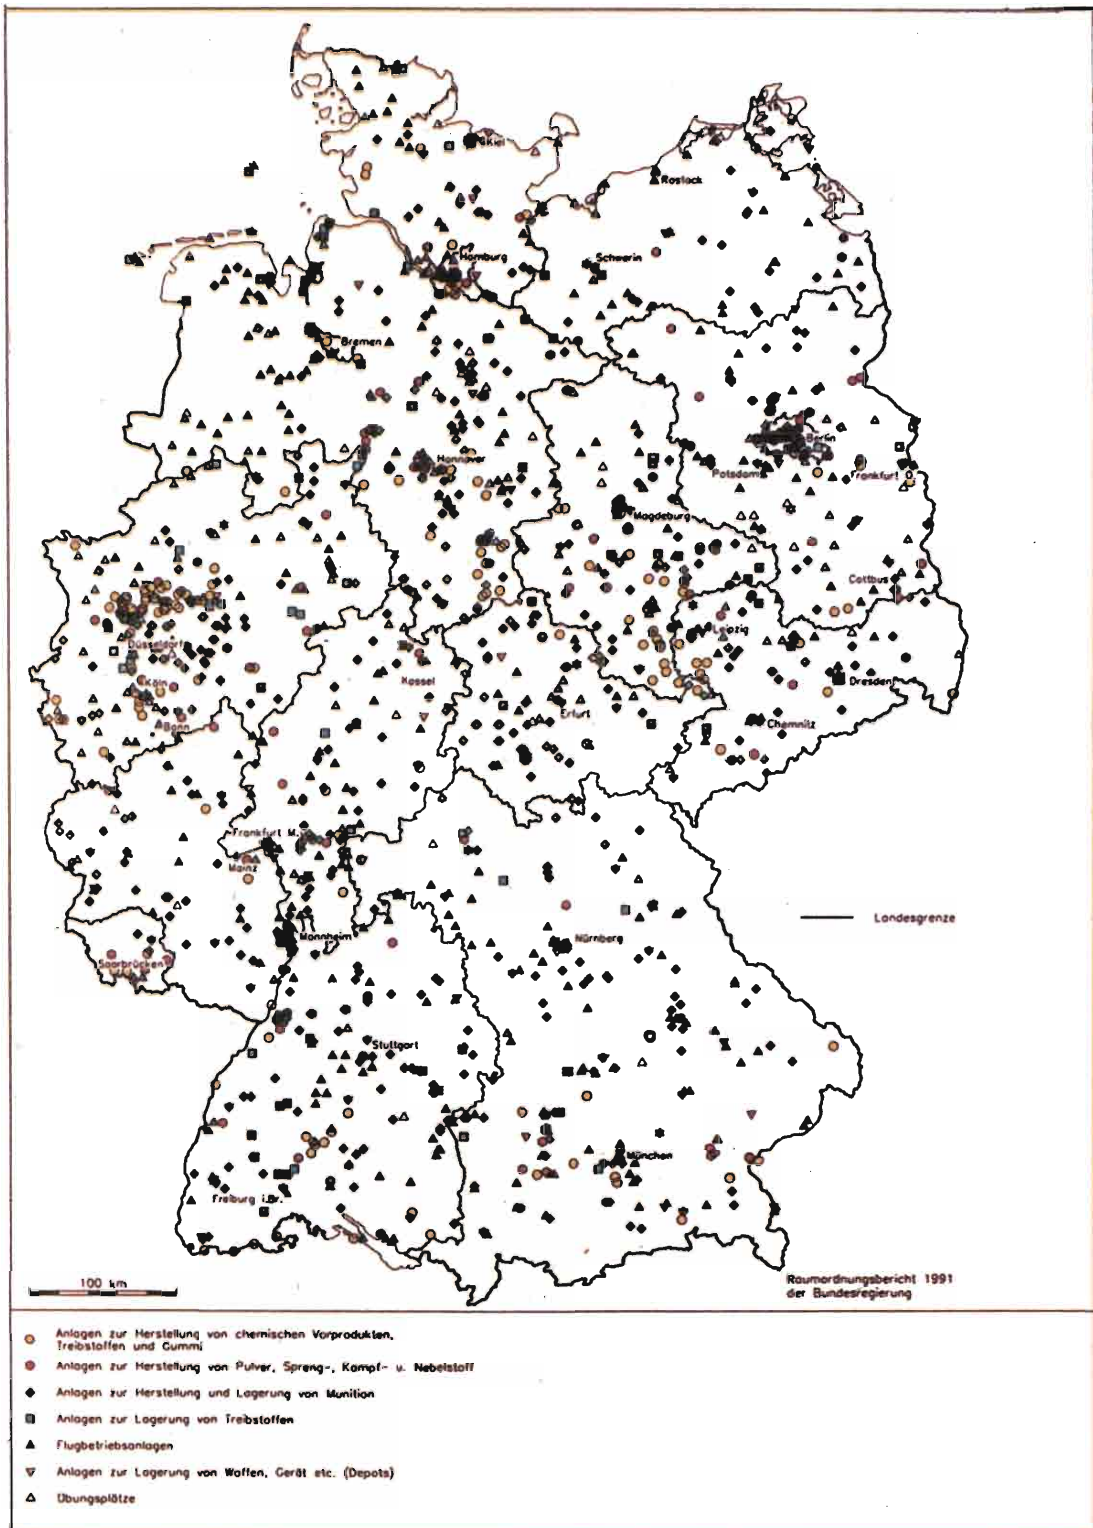 Kiel
Rostock
Hamburg
Schwerin
Bremen
Berlin
Hannover
Potsdam
Frankfurt
Magdeburg
Cottbus
Düsseldorf
Leipzig
Köln
Kassel
Dresden
Bonn
Erfurt
Chemnitz
Frankfurt M.
Mainz
Landesgrenze
Mannheim
Nürnberg
Saarbrücken
Stuttgart
München
Freiburg i.Br.
100 km
Raumordnungsbericht 1991
der Bundesregierung
Anlagen zur Herstellung von chemischen Vorprodukten,
Treibstoffen und Gummi
Anlagen zur Herstellung von Pulver, Spreng-, Kampf- u. Nebelstoff
Anlagen zur Herstellung und Lagerung von Munition
Anlagen zur Lagerung von Treibstoffen
Flugbetriebsanlagen
Anlagen zur Lagerung von Waffen, Gerät etc. (Depots)
Übungsplätze